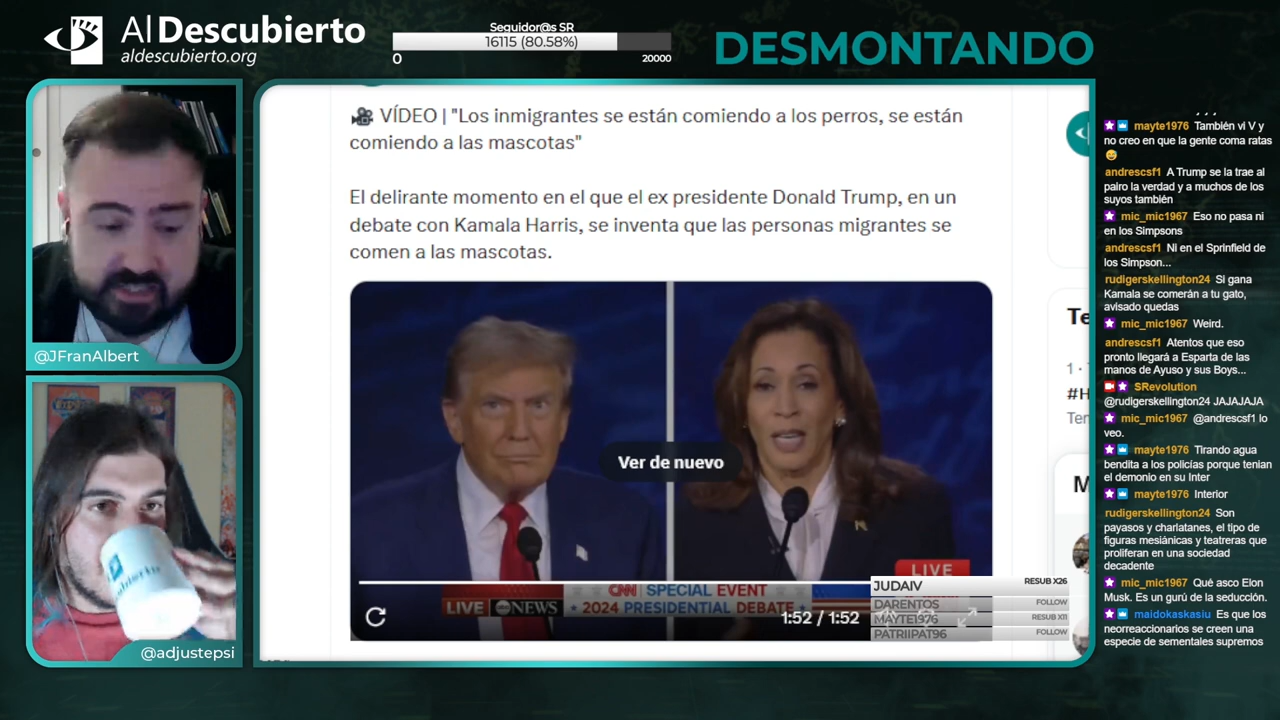 Al Descubierto
aldescubierto.org
Seguidor@s SR
16115 (80.58%)
0
20000
DESMONTANDO
@JFranAlbert
@adjustepsi
VÍDEO | "Los inmigrantes se están comiendo a los perros, se están
comiendo a las mascotas"
El delirante momento en el que el ex presidente Donald Trump, en un
debate con Kamala Harris, se inventa que las personas migrantes se
comen a las mascotas.
Ver de nuevo
LIVE
CNN SPECIAL EVENT
LIVE
NEWS
2024 PRESIDENTIAL DEBATE
1:52 / 1:52
JUDAIV RESUB X26
DARENTOS FOLLOW
MAYTE1976 RESUB X11
PATRIIPAT96 FOLLOW
Te
1 ·
#H
Ten
M
mayte1976 También vi V y
no creo en que la gente coma ratas
andrescsf1 A Trump se la trae al
pairo la verdad y a muchos de los
suyos también
mic_mic1967 Eso no pasa ni
en los Simpsons
andrescsf1 Ni en el Sprinfield de
los Simpson...
rudigerskellington24 Si gana
Kamala se comerán a tu gato,
avisado quedas
mic_mic1967 Weird.
andrescsf1 Atentos que eso
pronto llegará a Esparta de las
manos de Ayuso y sus Boys...
SRevolution
@rudigerskellington24 JAJAJAJA
mic_mic1967 @andrescsf1 lo
veo.
mayte1976 Tirando agua
bendita a los policías porque tenian
el demonio en su Inter
mayte1976 Interior
rudigerskellington24 Son
payasos y charlatanes, el tipo de
figuras mesiánicas y teatreras que
proliferan en una sociedad
decadente
mic_mic1967 Qué asco Elon
Musk. Es un gurú de la seducción.
maidokaskasiu Es que los
neorreaccionarios se creen una
especie de sementales supremos